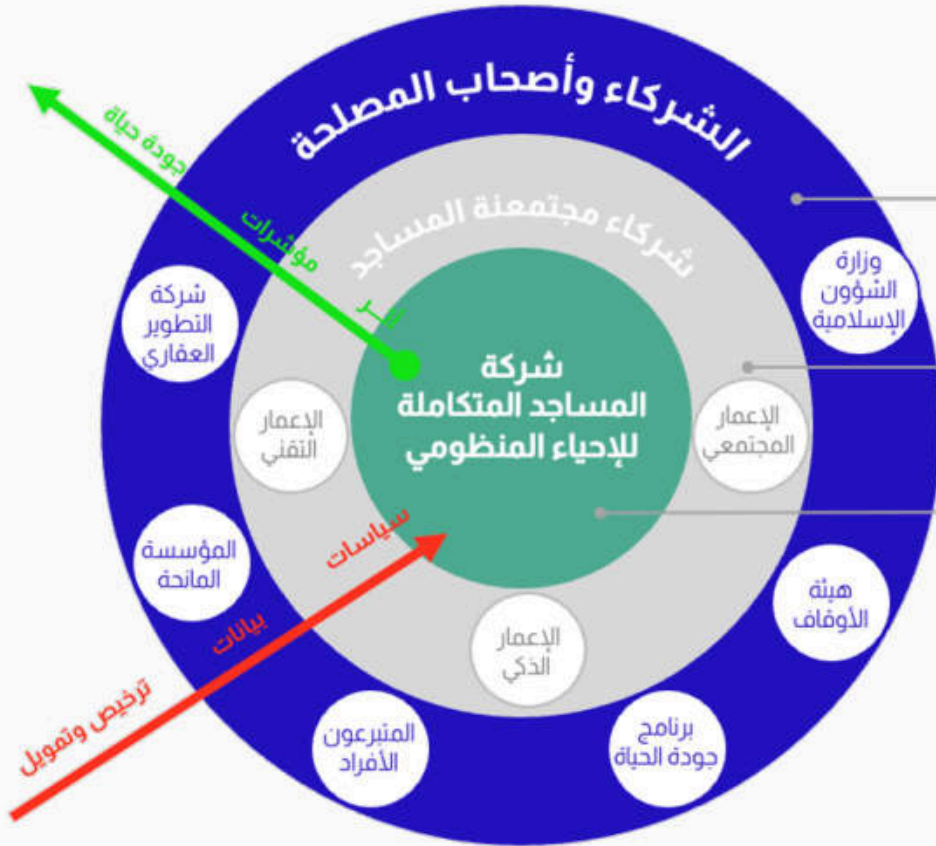 الشركاء وأصحاب المصلحة
شركاء مجتمعنة المساجد
شركة
المساجد المتكاملة
للإحياء المنظومي
وزارة
الشؤون
الإسلامية
شركة
التطوير
العقاري
الإعمار
المجتمعي
الإعمار
التقني
الإعمار
الذكي
المؤسسة
المانحة
هيئة
الأوقاف
المتبرعون
الأفراد
برنامج
جودة الحياة
جودة حياة
مؤشرات
سياسات
بيانات
ترخيص وتمويل